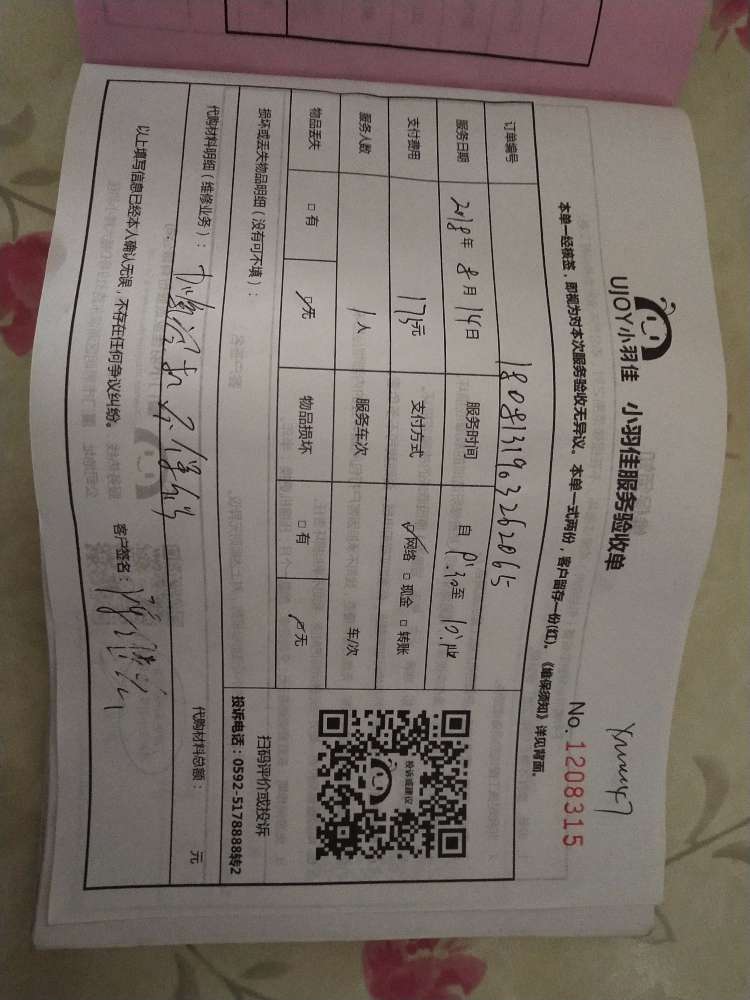 UJOY小羽佳 小羽佳服务验收单
No. 1208315
本单一经核签，即视为对本次服务验收无异议。本单一式两份，客户留存一份(红)。《维保须知》详见背面。
订单编号 1808131903262065
服务日期 2018年8月14日 服务时间 自 至
支付费用 175元 支付方式 ☑网络 □现金 □转账
服务人数 1人 服务车次 车/次
物品丢失 □有 ☑无 物品损坏 □有 ☑无
损坏或丢失物品明细（没有可不填）：
投诉或建议
扫码评价或投诉
投诉电话：0592-5178888转2
代购材料明细（维修业务）：
代购材料总额： 元
以上填写信息已经本人确认无误，不存在任何争议纠纷。 客户签名：